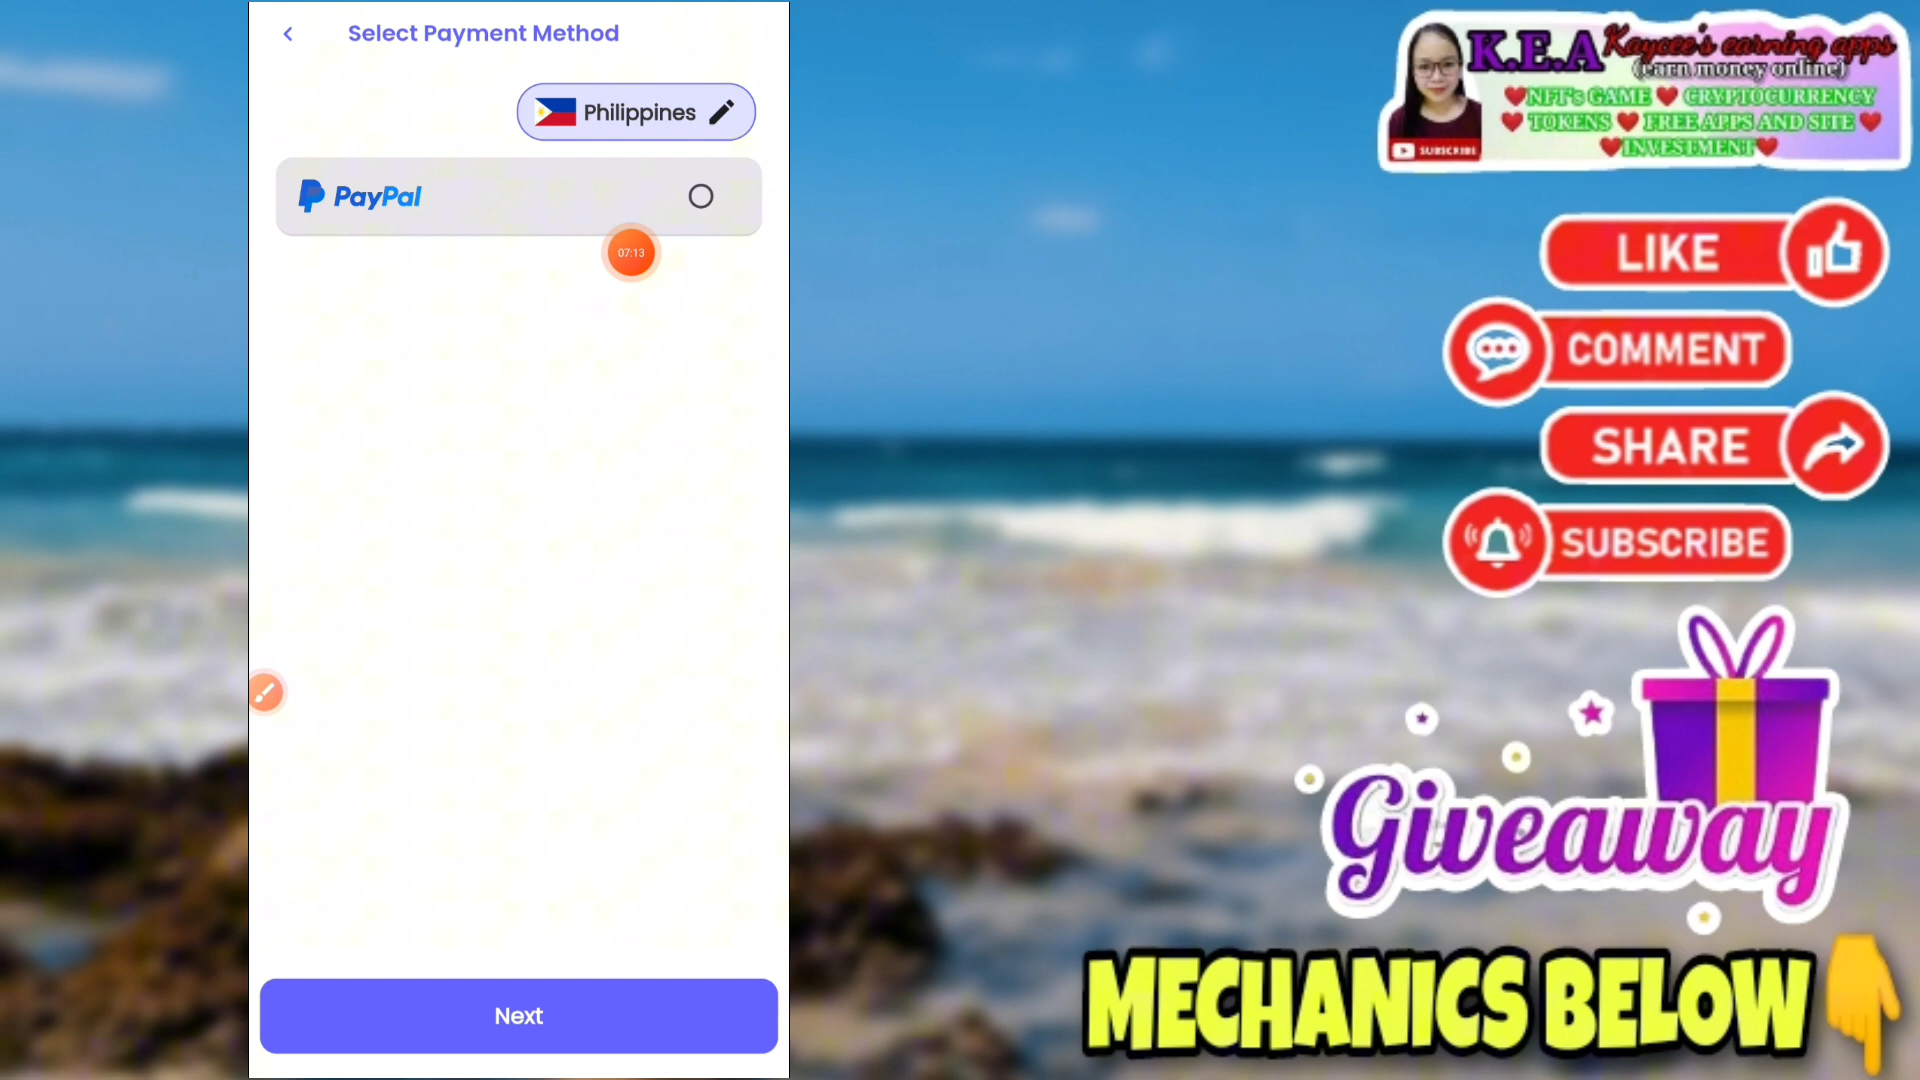 Select Payment Method
Philippines
PayPal
07:13
Next
K.E.A Kaycee's earning apps
(earn money online)
NFT's GAME CRYPTOCURRENCY
TOKENS FREE APPS AND SITE
INVESTMENT
SUBSCRIBE
LIKE
COMMENT
SHARE
SUBSCRIBE
Giveaway
MECHANICS BELOW